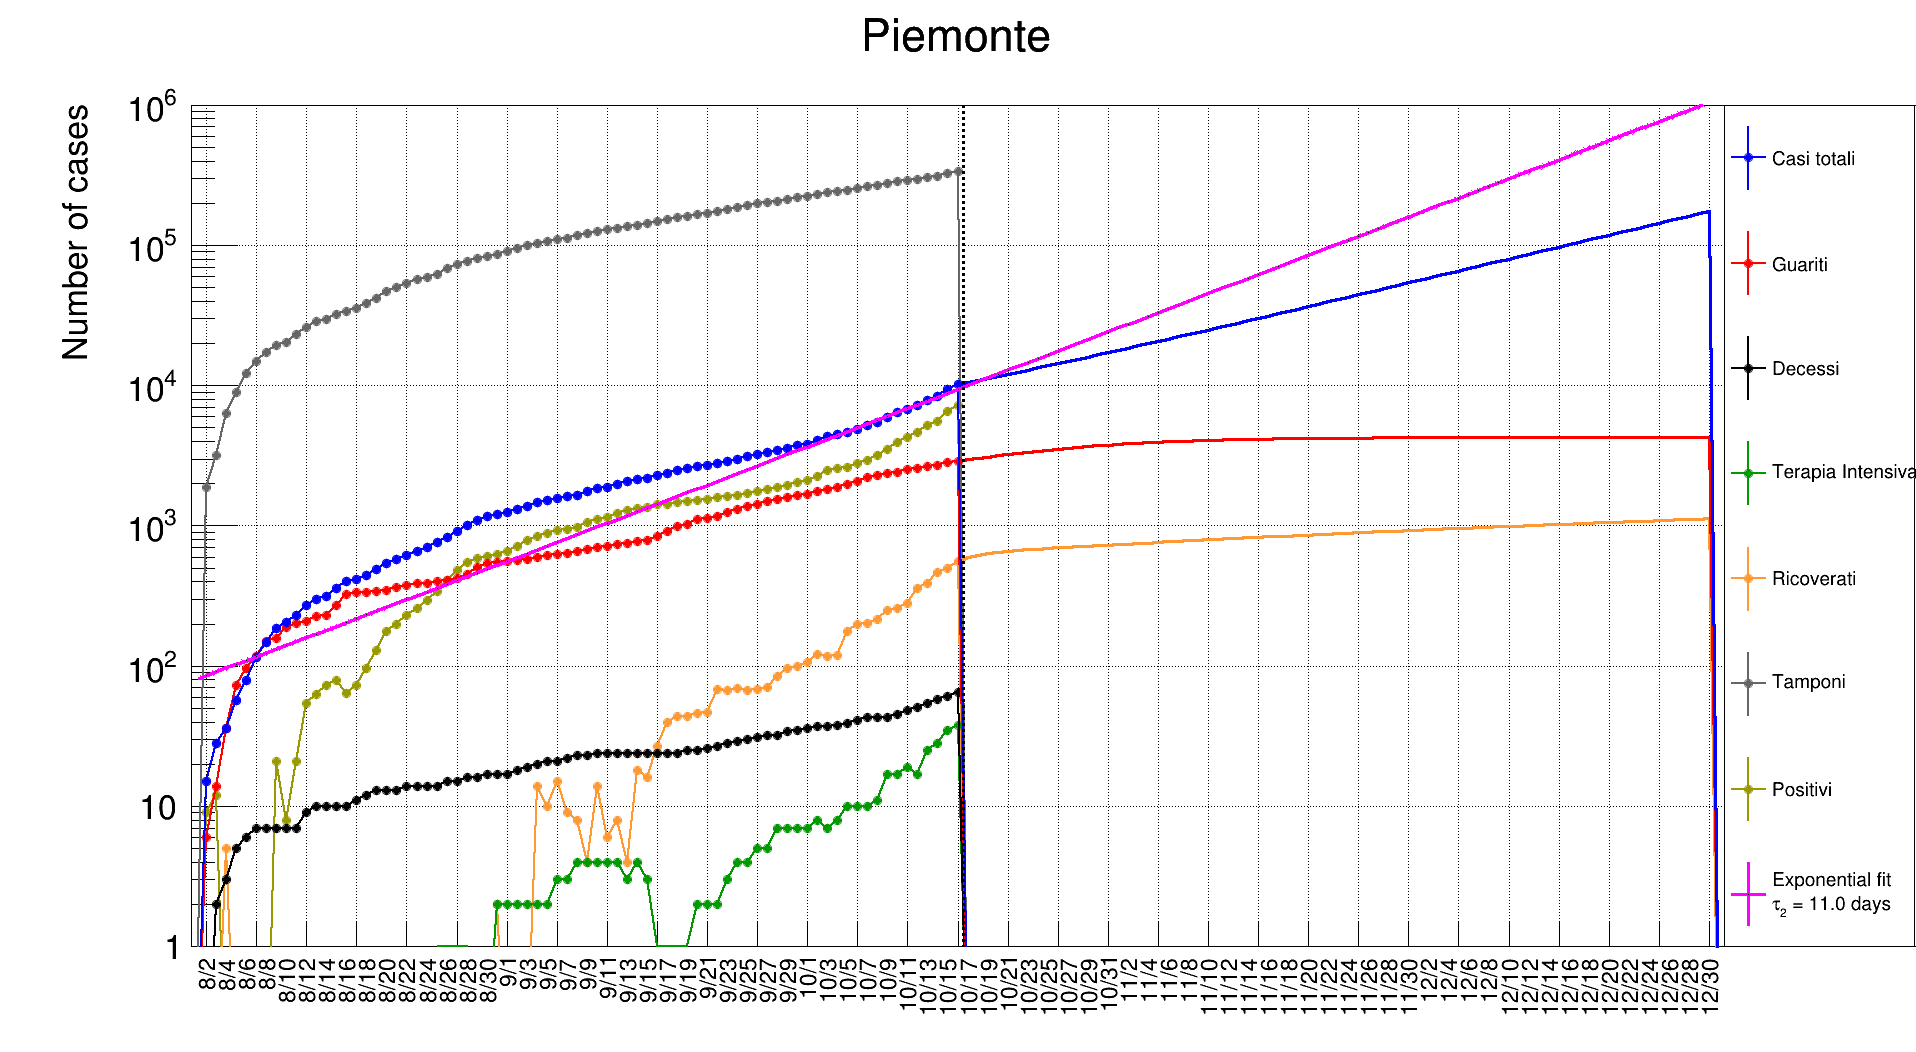 Piemonte
Number of cases
10^6
10^5
10^4
10^3
10^2
10
1
8/2 8/4 8/6 8/8 8/10 8/12 8/14 8/16 8/18 8/20 8/22 8/24 8/26 8/28 8/30 9/1 9/3 9/5 9/7 9/9 9/11 9/13 9/15 9/17 9/19 9/21 9/23 9/25 9/27 9/29 10/1 10/3 10/5 10/7 10/9 10/11 10/13 10/15 10/17 10/19 10/21 10/23 10/25 10/27 10/29 10/31 11/2 11/4 11/6 11/8 11/10 11/12 11/14 11/16 11/18 11/20 11/22 11/24 11/26 11/28 11/30 12/2 12/4 12/6 12/8 12/10 12/12 12/14 12/16 12/18 12/20 12/22 12/24 12/26 12/28 12/30
Casi totali
Guariti
Decessi
Terapia Intensiva
Ricoverati
Tamponi
Positivi
Exponential fit
τ₂ = 11.0 days